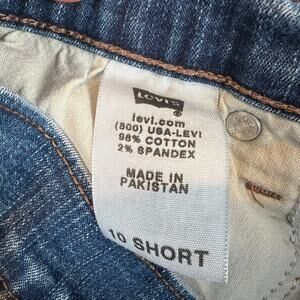 LEVI'S
®
levi.com
(800) USA-LEVI
98% COTTON
2% SPANDEX
MADE IN
PAKISTAN
10 SHORT